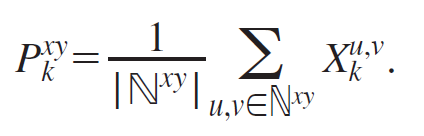 $P_k^{xy} = \frac{1}{|\mathbb{N}^{xy}|} \sum_{u,v \in \mathbb{N}^{xy}} X_k^{u,v}.$